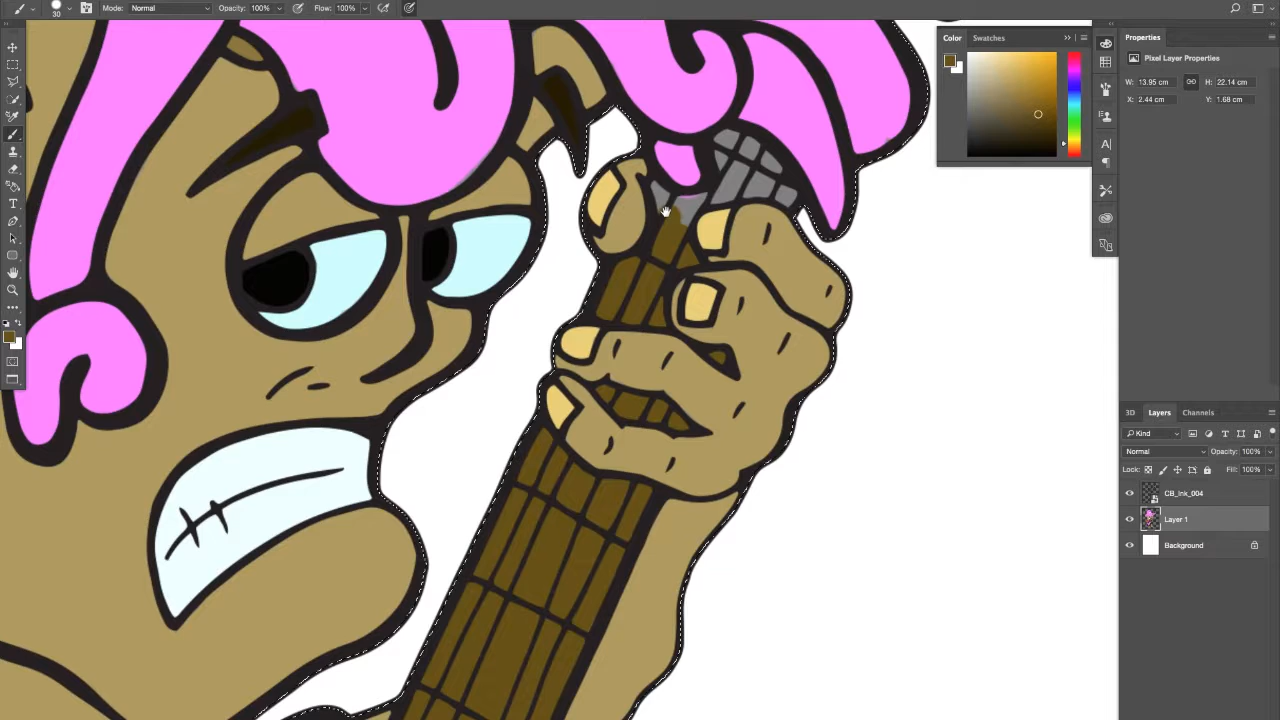 Mode: Normal Opacity: 100% Flow: 100%
30
Color Swatches
Properties
Pixel Layer Properties
W: 13.95 cm H: 22.14 cm
X: 2.44 cm Y: 1.68 cm
3D Layers Channels
Kind
Normal Opacity: 100%
Lock: Fill: 100%
CB_Ink_004
Layer 1
Background